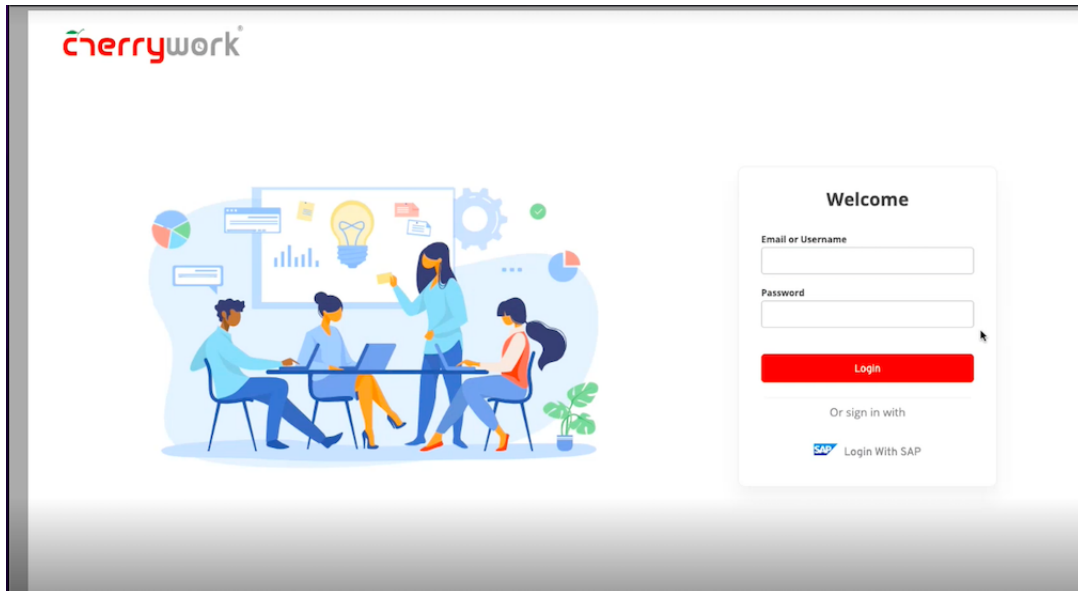 cherrywork®
Welcome
Email or Username
Password
Login
Or sign in with
SAP Login With SAP